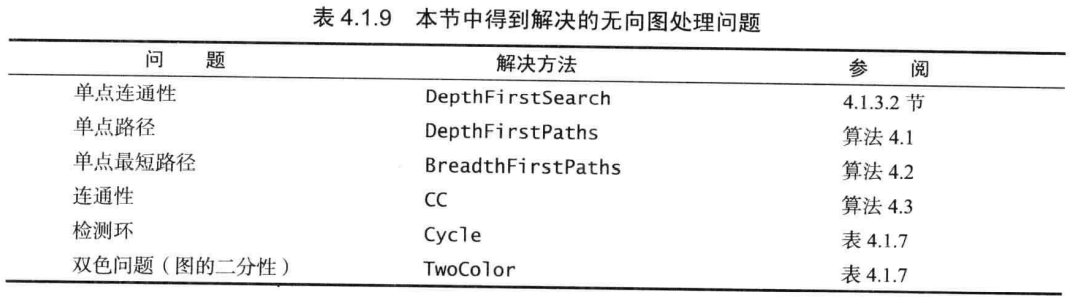 表 4.1.9 本节中得到解决的无向图处理问题
问 题 解决方法 参 阅
单点连通性 DepthFirstSearch 4.1.3.2 节
单点路径 DepthFirstPaths 算法 4.1
单点最短路径 BreadthFirstPaths 算法 4.2
连通性 CC 算法 4.3
检测环 Cycle 表 4.1.7
双色问题（图的二分性） TwoColor 表 4.1.7